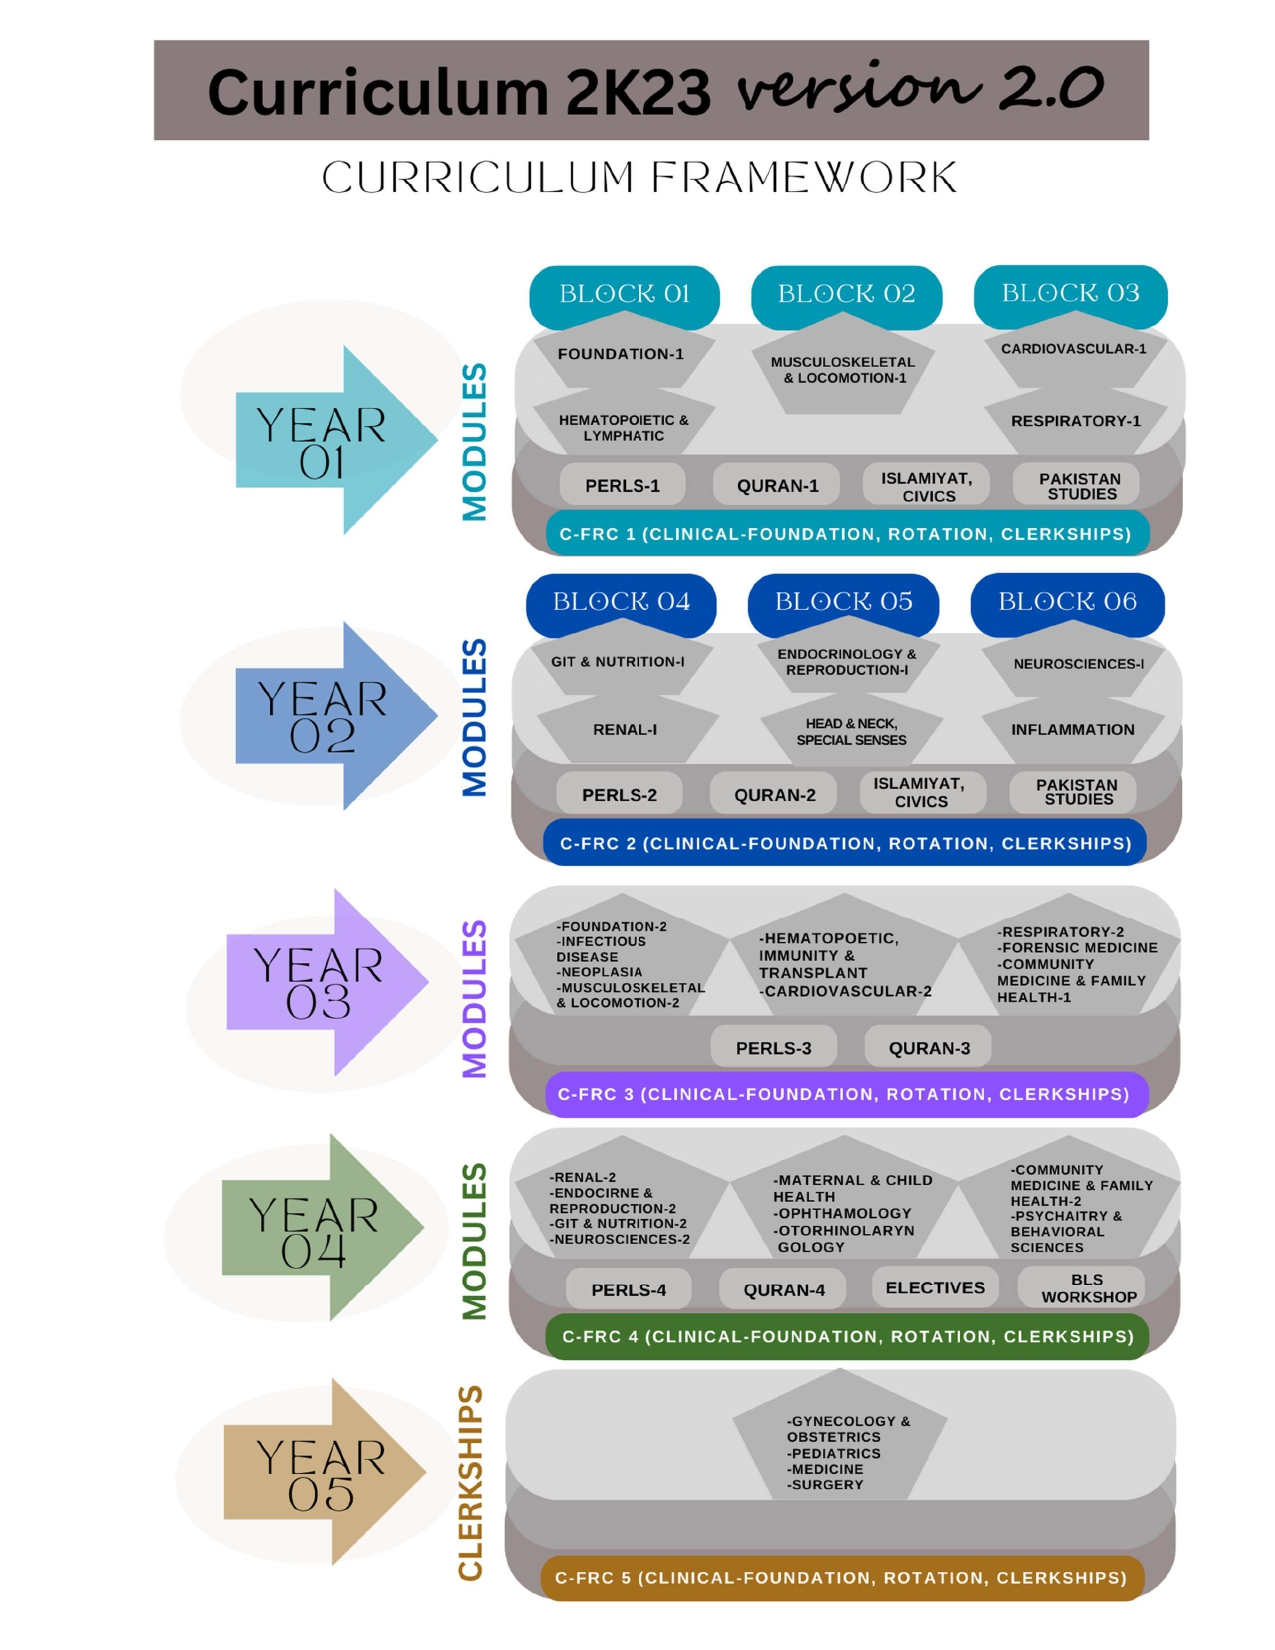 Curriculum 2K23 version 2.0
CURRICULUM FRAMEWORK
YEAR
01
MODULES
BLOCK 01
BLOCK 02
BLOCK 03
FOUNDATION-1
MUSCULOSKELETAL
& LOCOMOTION-1
CARDIOVASCULAR-1
HEMATOPOIETIC &
LYMPHATIC
RESPIRATORY-1
PERLS-1
QURAN-1
ISLAMIYAT,
CIVICS
PAKISTAN
STUDIES
C-FRC 1 (CLINICAL-FOUNDATION, ROTATION, CLERKSHIPS)
YEAR
02
MODULES
BLOCK 04
BLOCK 05
BLOCK 06
GIT & NUTRITION-I
ENDOCRINOLOGY &
REPRODUCTION-I
NEUROSCIENCES-I
RENAL-I
HEAD & NECK,
SPECIAL SENSES
INFLAMMATION
PERLS-2
QURAN-2
ISLAMIYAT,
CIVICS
PAKISTAN
STUDIES
C-FRC 2 (CLINICAL-FOUNDATION, ROTATION, CLERKSHIPS)
YEAR
03
MODULES
-FOUNDATION-2
-INFECTIOUS
DISEASE
-NEOPLASIA
-MUSCULOSKELETAL
& LOCOMOTION-2
-HEMATOPOETIC,
IMMUNITY &
TRANSPLANT
-CARDIOVASCULAR-2
-RESPIRATORY-2
-FORENSIC MEDICINE
-COMMUNITY
MEDICINE & FAMILY
HEALTH-1
PERLS-3
QURAN-3
C-FRC 3 (CLINICAL-FOUNDATION, ROTATION, CLERKSHIPS)
YEAR
04
MODULES
-RENAL-2
-ENDOCIRNE &
REPRODUCTION-2
-GIT & NUTRITION-2
-NEUROSCIENCES-2
-MATERNAL & CHILD
HEALTH
-OPHTHAMOLOGY
-OTORHINOLARYN
GOLOGY
-COMMUNITY
MEDICINE & FAMILY
HEALTH-2
-PSYCHAITRY &
BEHAVIORAL
SCIENCES
PERLS-4
QURAN-4
ELECTIVES
BLS
WORKSHOP
C-FRC 4 (CLINICAL-FOUNDATION, ROTATION, CLERKSHIPS)
YEAR
05
CLERKSHIPS
-GYNECOLOGY &
OBSTETRICS
-PEDIATRICS
-MEDICINE
-SURGERY
C-FRC 5 (CLINICAL-FOUNDATION, ROTATION, CLERKSHIPS)